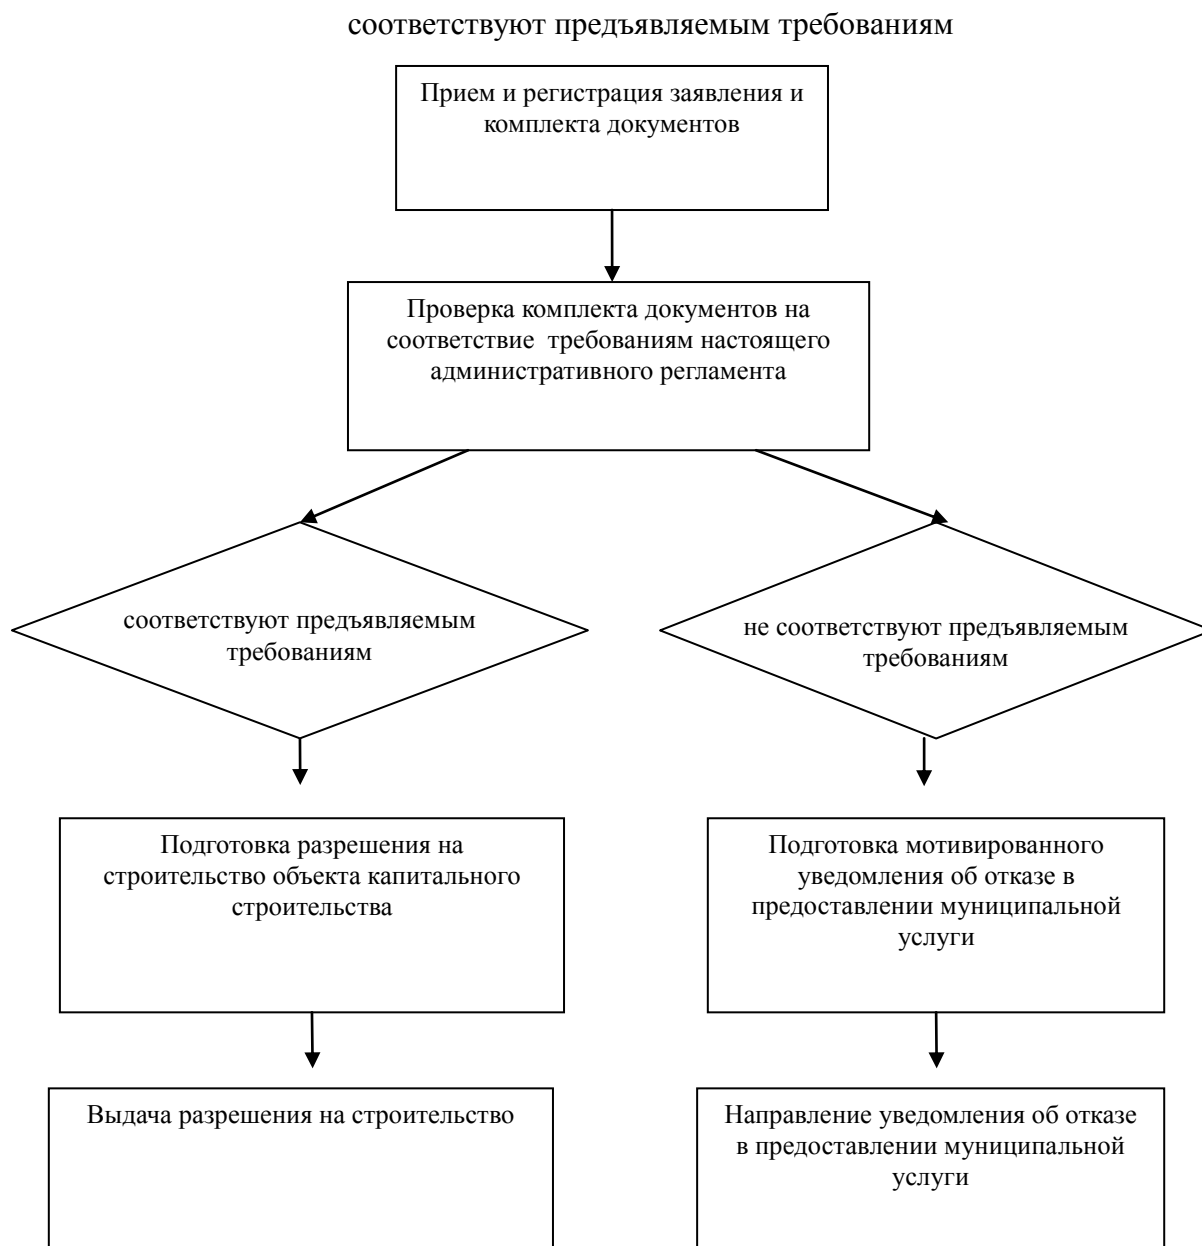 соответствуют предъявляемым требованиям
Прием и регистрация заявления и
комплекта документов
Проверка комплекта документов на
соответствие требованиям настоящего
административного регламента
соответствуют предъявляемым
требованиям
не соответствуют предъявляемым
требованиям
Подготовка разрешения на
строительство объекта капитального
строительства
Подготовка мотивированного
уведомления об отказе в
предоставлении муниципальной
услуги
Выдача разрешения на строительство
Направление уведомления об отказе
в предоставлении муниципальной
услуги